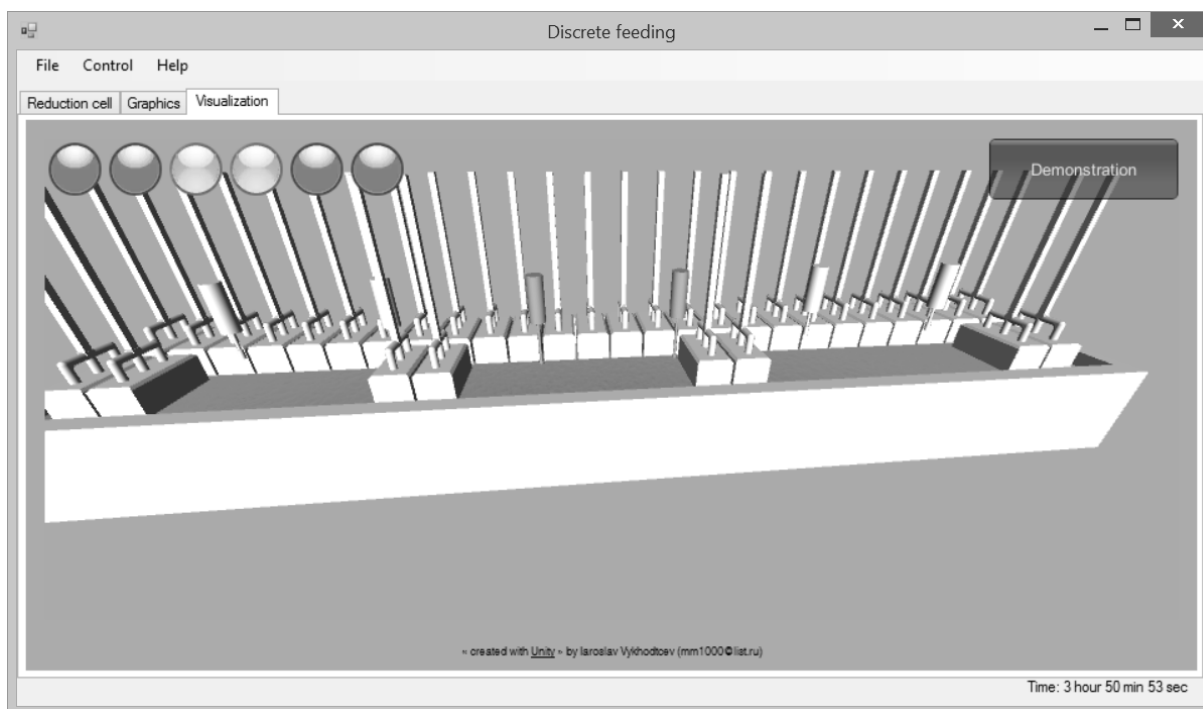 Discrete feeding
File Control Help
Reduction cell Graphics Visualization
Demonstration
« created with Unity » by Iaroslav Vykhodtsev (mm1000@list.ru)
Time: 3 hour 50 min 53 sec